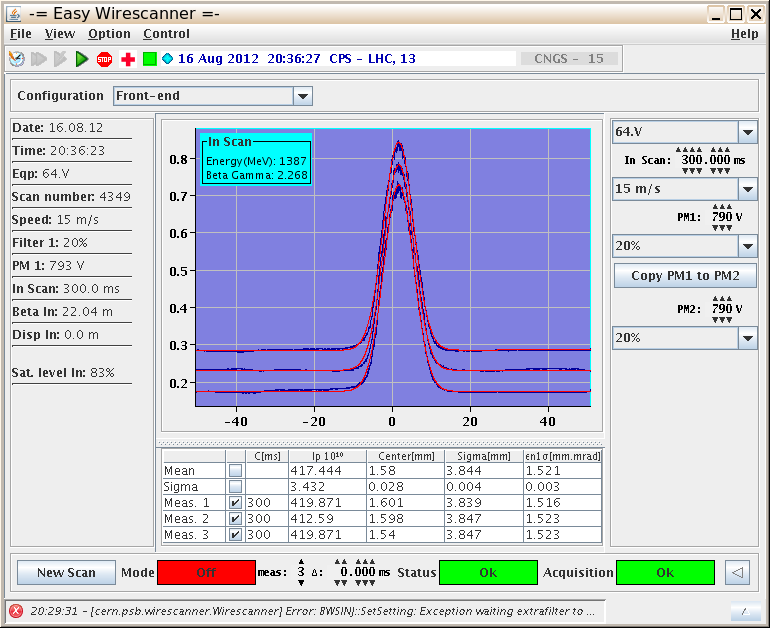 -= Easy Wirescanner =-
File View Option Control Help
STOP 16 Aug 2012 20:36:27 CPS - LHC, 13 CNGS - 15
Configuration Front-end
Date: 16.08.12
Time: 20:36:23
Eqp: 64.V
Scan number: 4349
Speed: 15 m/s
Filter 1: 20%
PM 1: 793 V
In Scan: 300.0 ms
Beta In: 22.04 m
Disp In: 0.0 m
Sat. level In: 83%
In Scan
Energy(MeV): 1387
Beta Gamma: 2.268
0.8
0.7
0.6
0.5
0.4
0.3
0.2
-40 -20 0 20 40
64.V
In Scan: 300.000 ms
15 m/s
PM1: 790 V
20%
Copy PM1 to PM2
PM2: 790 V
20%
C[ms] Ip 10¹⁰ Center[mm] Sigma[mm] εn1σ[mm.mrad]
Mean 417.444 1.58 3.844 1.521
Sigma 3.432 0.028 0.004 0.003
Meas. 1 300 419.871 1.601 3.839 1.516
Meas. 2 300 412.59 1.598 3.847 1.523
Meas. 3 300 419.871 1.54 3.847 1.523
New Scan Mode Off meas: 3 Δ: 0.000 ms Status Ok Acquisition Ok
20:29:31 - [cern.psb.wirescanner.Wirescanner] Error: BWSINJ::SetSetting: Exception waiting extrafilter to ...